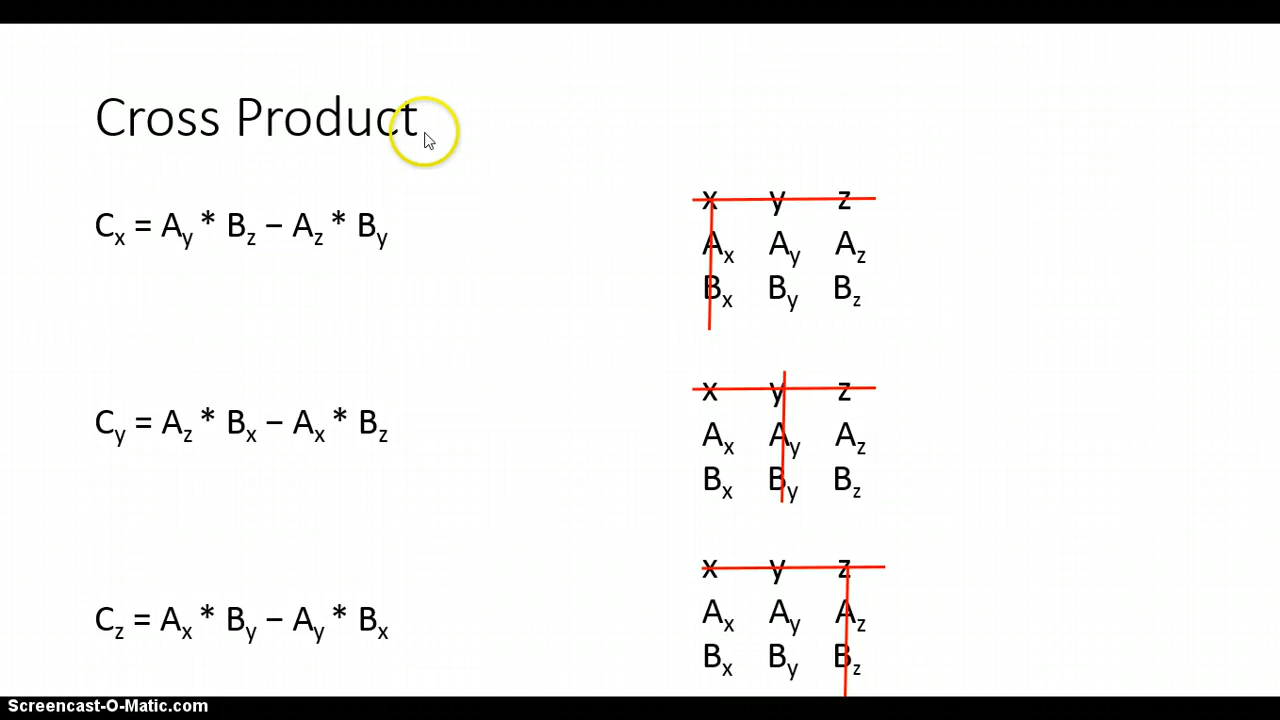 Cross Product
Cx = Ay * Bz – Az * By
x y z
Ax Ay Az
Bx By Bz
Cy = Az * Bx – Ax * Bz
x y z
Ax Ay Az
Bx By Bz
Cz = Ax * By – Ay * Bx
x y z
Ax Ay Az
Bx By Bz
Screencast-O-Matic.com